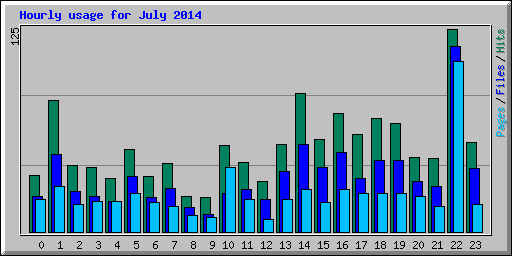 Hourly usage for July 2014
125
Pages / Files / Hits
0 1 2 3 4 5 6 7 8 9 10 11 12 13 14 15 16 17 18 19 20 21 22 23